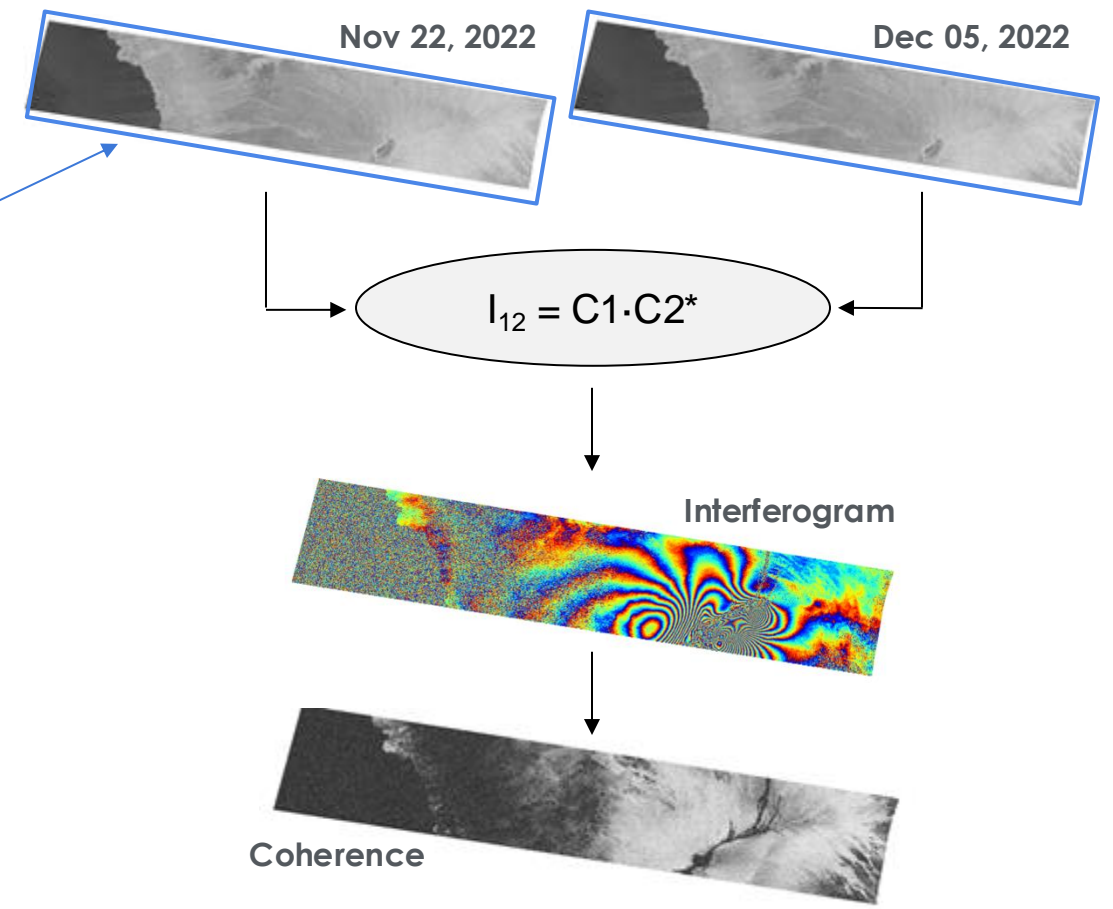 Nov 22, 2022
Dec 05, 2022
I₁₂ = C1·C2*
Interferogram
Coherence